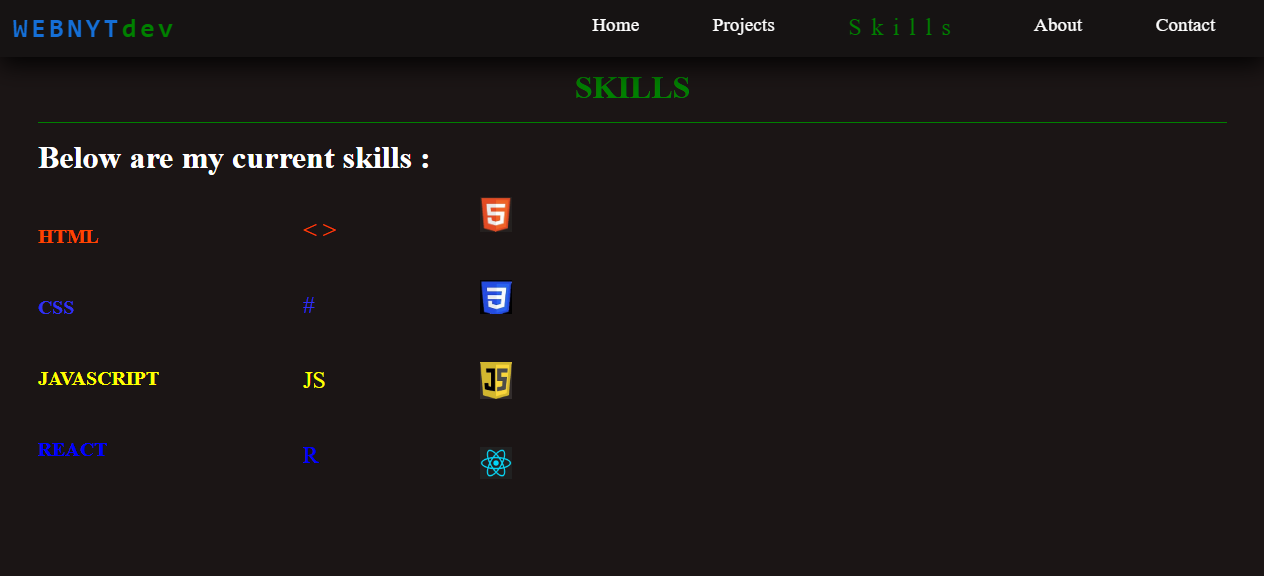 WEBNYTdev Home Projects Skills About Contact
SKILLS
Below are my current skills :
HTML < > 5
CSS # 3
JAVASCRIPT JS JS
REACT R